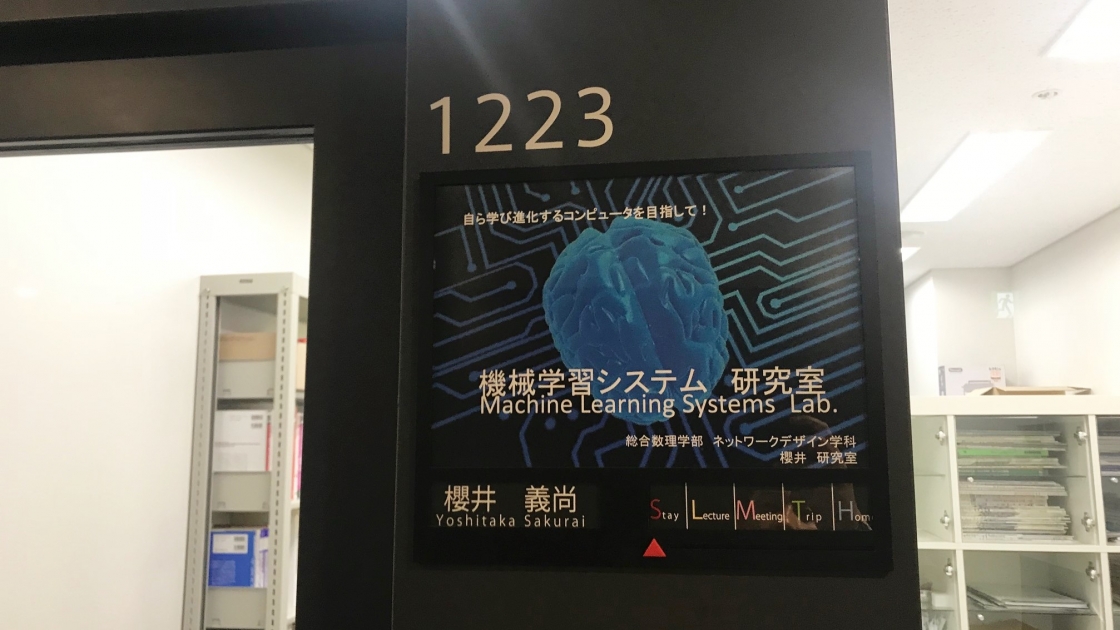 1223
自ら学び進化するコンピュータを目指して！
機械学習システム 研究室
Machine Learning Systems Lab.
総合数理学部 ネットワークデザイン学科
櫻井 研究室
櫻井 義尚
Yoshitaka Sakurai
Stay Lecture Meeting Trip Hom